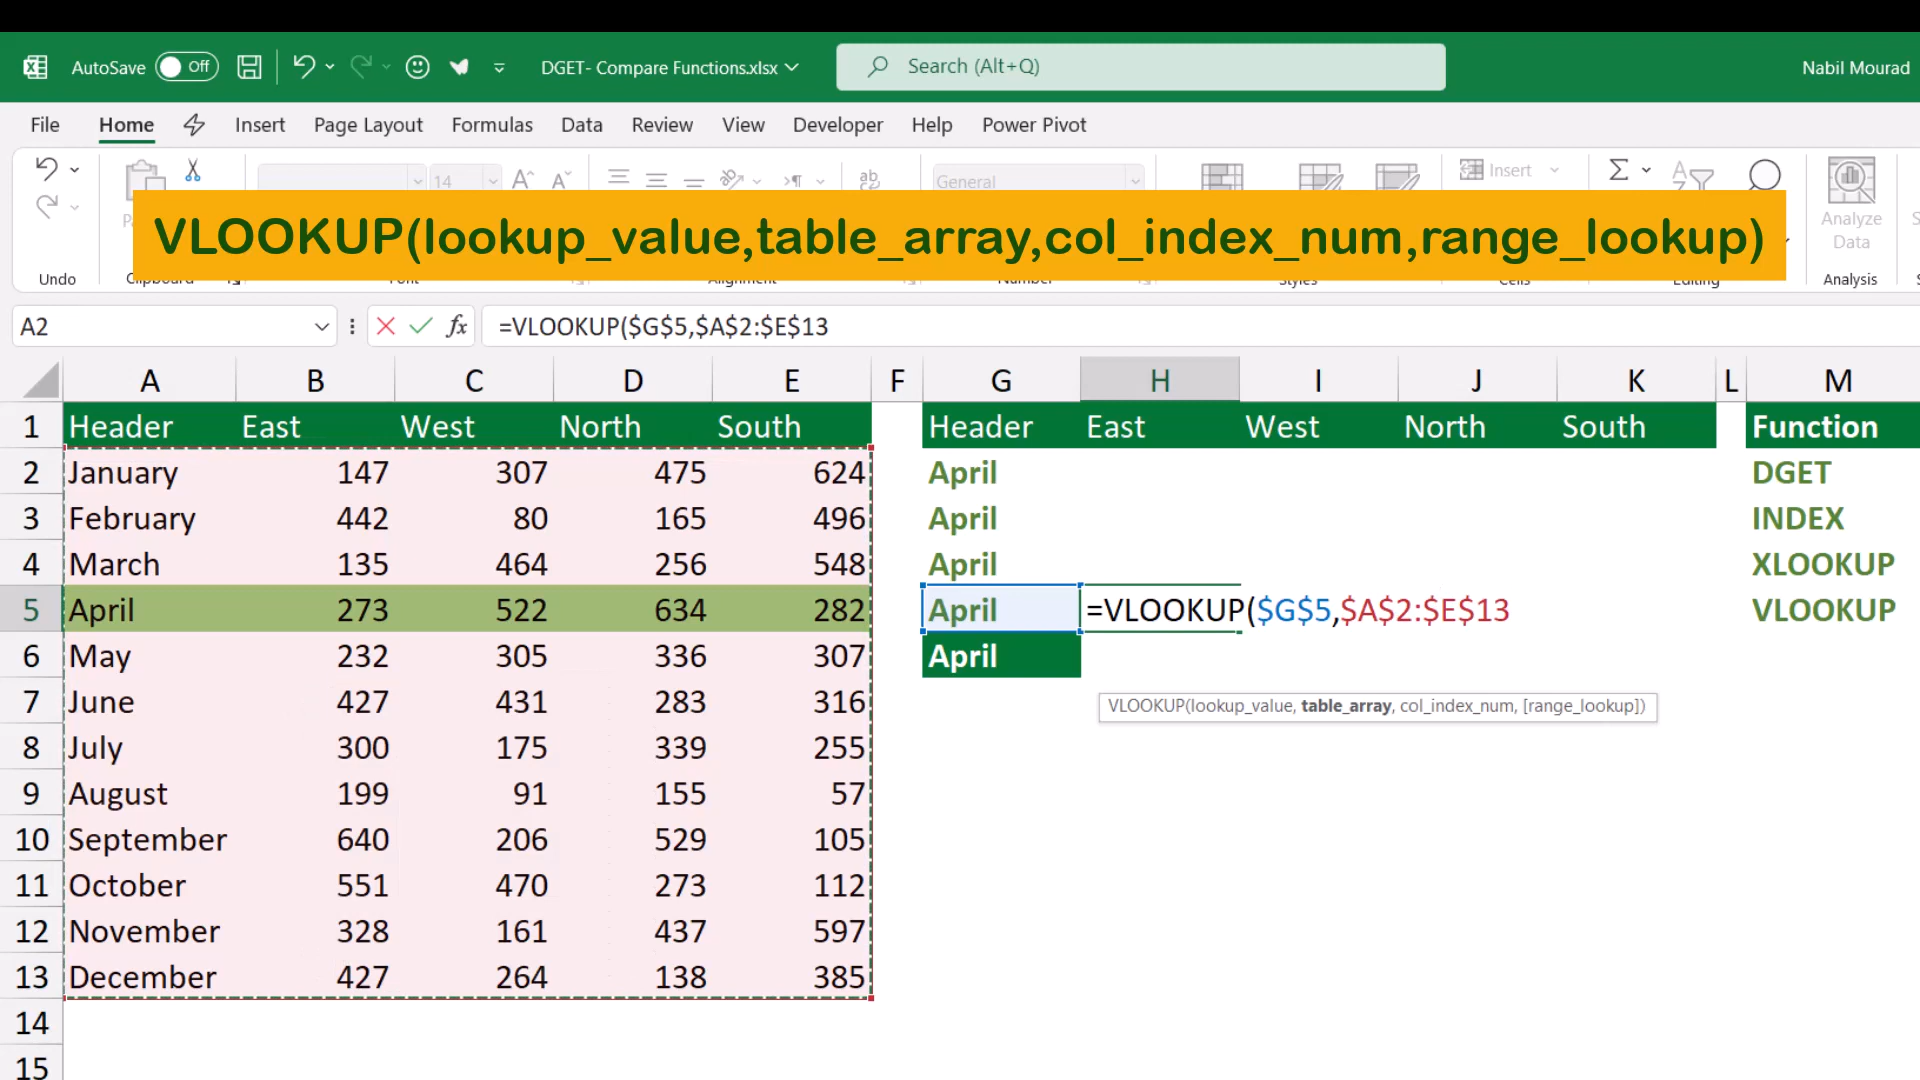 AutoSave Off DGET- Compare Functions.xlsx Search (Alt+Q) Nabil Mourad
File Home Insert Page Layout Formulas Data Review View Developer Help Power Pivot
14 General Insert
VLOOKUP(lookup_value,table_array,col_index_num,range_lookup)
Analyze
Data
Undo Analysis
A2 fx =VLOOKUP($G$5,$A$2:$E$13
A B C D E F G H I J K L M
1 Header East West North South Header East West North South Function
2 January 147 307 475 624 April DGET
3 February 442 80 165 496 April INDEX
4 March 135 464 256 548 April XLOOKUP
5 April 273 522 634 282 April =VLOOKUP($G$5,$A$2:$E$13 VLOOKUP
6 May 232 305 336 307 April
7 June 427 431 283 316
VLOOKUP(lookup_value, table_array, col_index_num, [range_lookup])
8 July 300 175 339 255
9 August 199 91 155 57
10 September 640 206 529 105
11 October 551 470 273 112
12 November 328 161 437 597
13 December 427 264 138 385
14
15